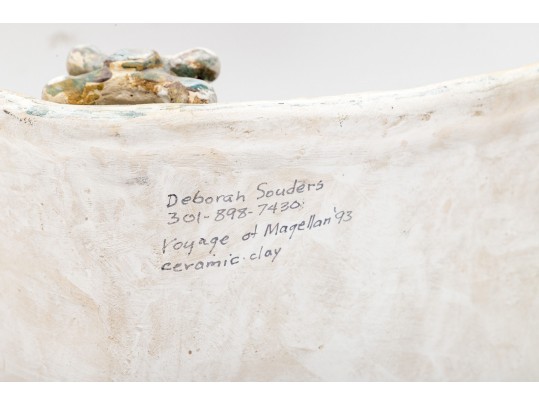 Deborah Souders
301-898-7430
Voyage of Magellan '93
ceramic clay